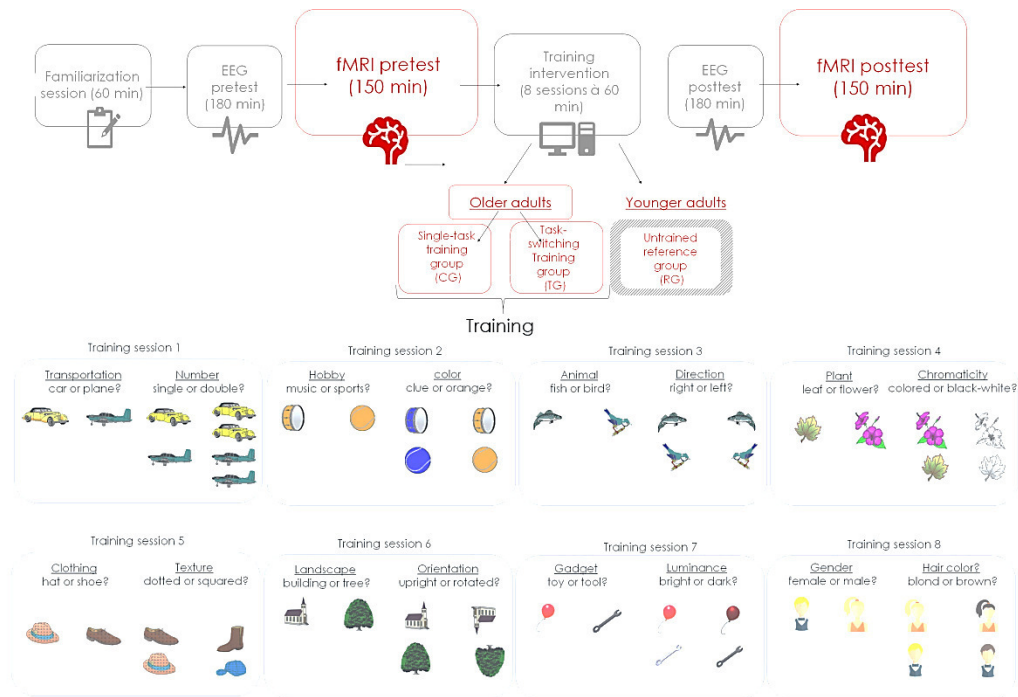 Familiarization
session (60 min)
EEG
pretest
(180 min)
fMRI pretest
(150 min)
Training
intervention
(8 sessions à 60
min)
EEG
posttest
(180 min)
fMRI posttest
(150 min)
Older adults
Younger adults
Single-task
training
group
(CG)
Task-
switching
Training
group
(TG)
Untrained
reference
group
(RG)
Training
Training session 1
Transportation
car or plane?
Number
single or double?
Training session 2
Hobby
music or sports?
color
clue or orange?
Training session 3
Animal
fish or bird?
Direction
right or left?
Training session 4
Plant
leaf or flower?
Chromaticity
colored or black-white?
Training session 5
Clothing
hat or shoe?
Texture
dotted or squared?
Training session 6
Landscape
building or tree?
Orientation
upright or rotated?
Training session 7
Gadget
toy or tool?
Luminance
bright or dark?
Training session 8
Gender
female or male?
Hair color?
blond or brown?